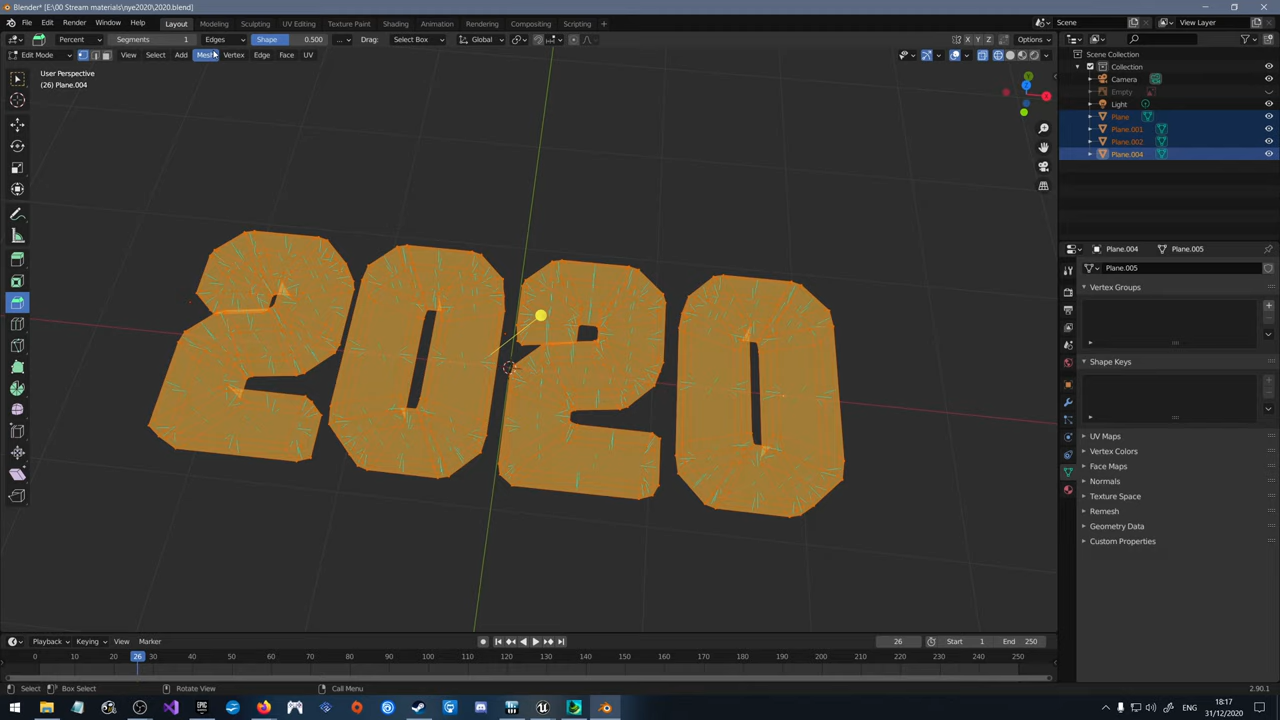 Blender* [E:\00 Stream materials\nye2020\2020.blend]
File Edit Render Window Help Layout Modeling Sculpting UV Editing Texture Paint Shading Animation Rendering Compositing Scripting Scene View Layer
Percent Segments 1 Edges Shape 0.500 ... Drag: Select Box Global X Y Z Options
Edit Mode View Select Add Mesh Vertex Edge Face UV
Scene Collection
Collection
Camera
Empty
Light
Plane
Plane.001
Plane.002
Plane.004
User Perspective
(26) Plane.004
Plane.004 Plane.005
Plane.005
Vertex Groups
Shape Keys
UV Maps
Vertex Colors
Face Maps
Normals
Texture Space
Remesh
Geometry Data
Custom Properties
2020
Playback Keying View Marker 26 Start 1 End 250
0 10 20 26 30 40 50 60 70 80 90 100 110 120 130 140 150 160 170 180 190 200 210 220 230 240 250
Select Box Select Rotate View Call Menu 2.90.1
ENG 18:17
31/12/2020